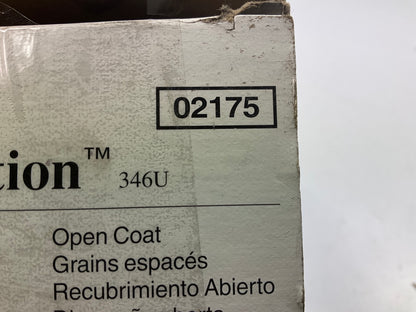 02175
tion™ 346U
Open Coat
Grains espacés
Recubrimiento Abierto